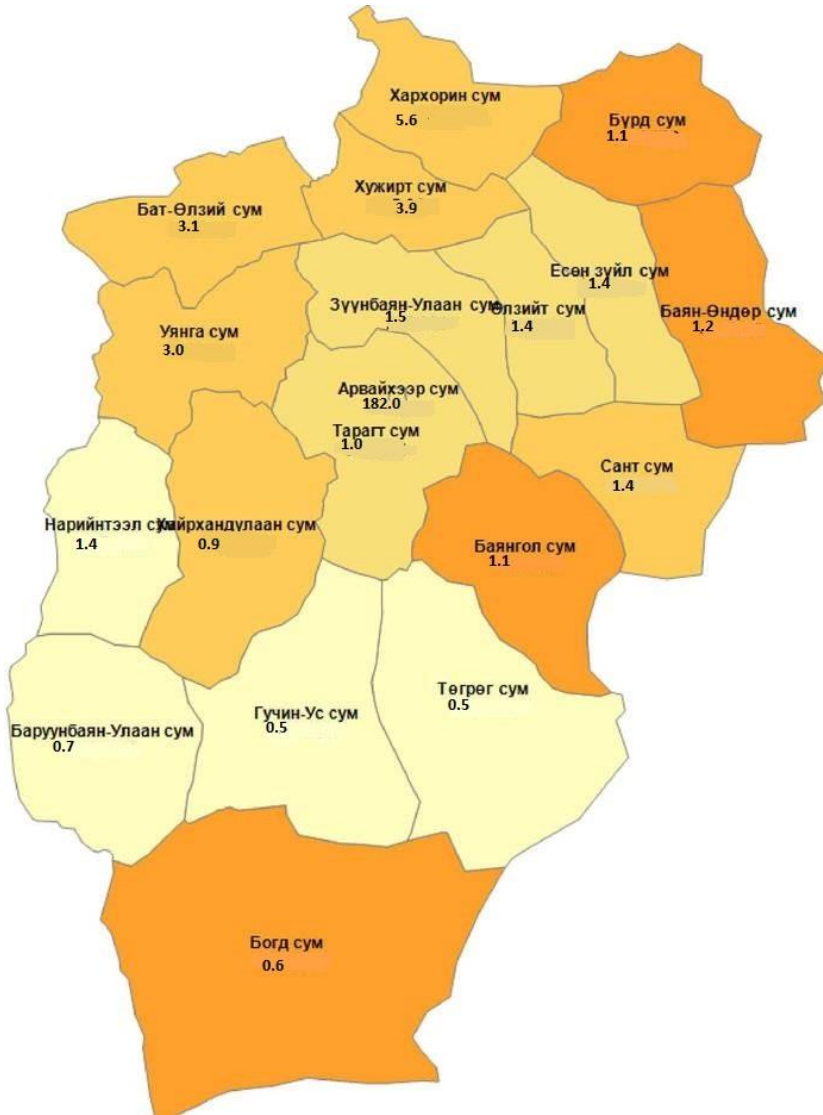 Хархорин сум
5.6
Бүрд сум
1.1
Хужирт сум
3.9
Бат-Өлзий сум
3.1
Есөн зүйл сум
1.4
Зүүнбаян-Улаан сум
1.5
Өлзийт сум
1.4
Баян-Өндөр сум
1.2
Уянга сум
3.0
Арвайхээр сум
182.0
Тарагт сум
1.0
Сант сум
1.4
Нарийнтээл сум
1.4
Хайрхандулаан сум
0.9
Баянгол сум
1.1
Төгрөг сум
0.5
Гучин-Ус сум
0.5
Баруунбаян-Улаан сум
0.7
Богд сум
0.6